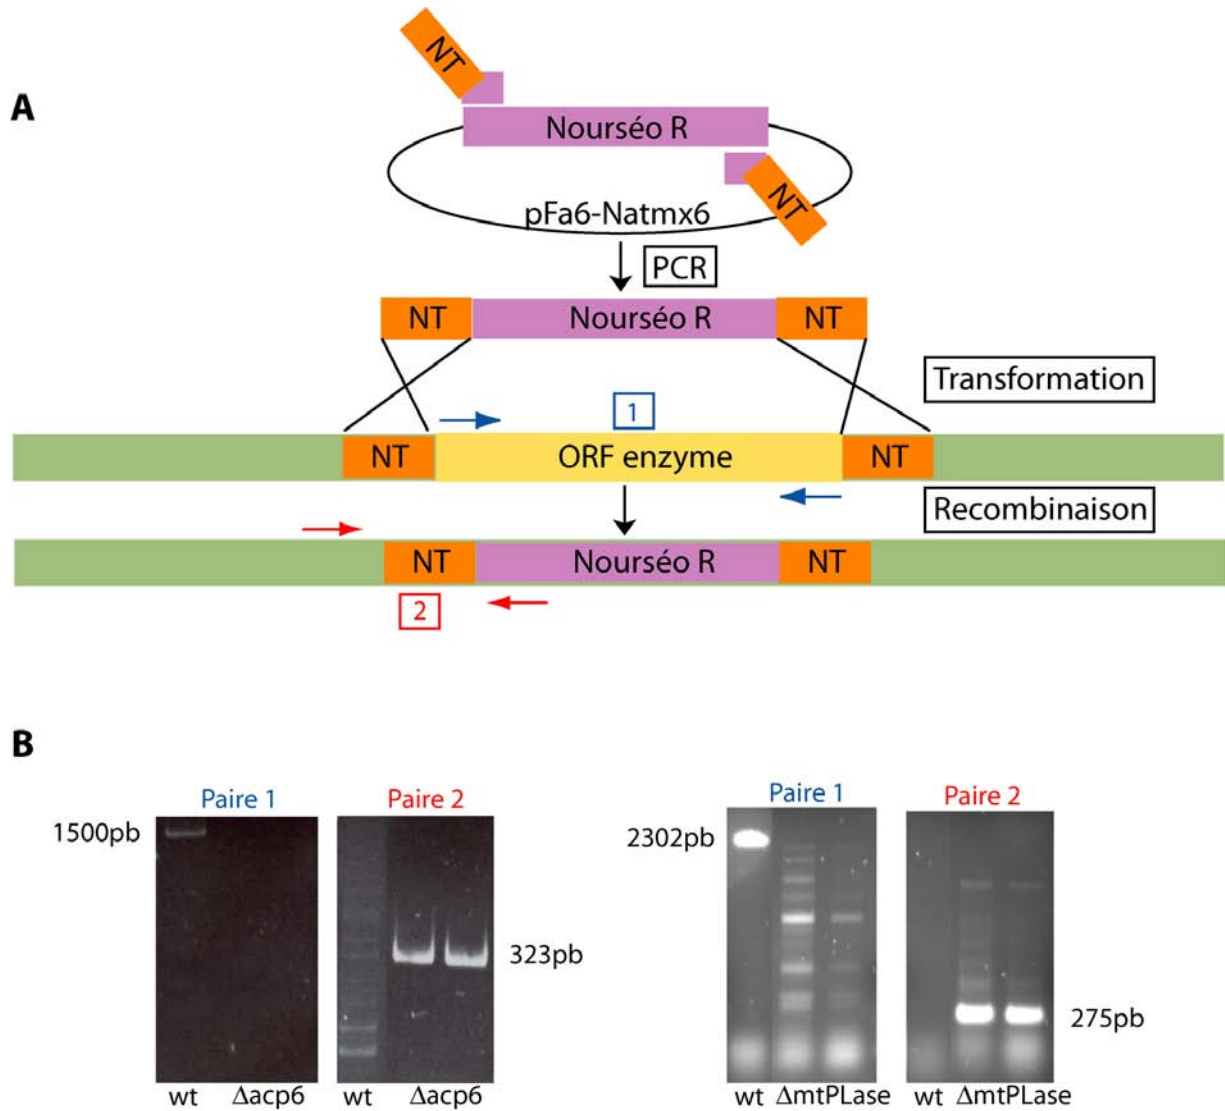 A
NT
Nourséo R
NT
pFa6-Natmx6
PCR
NT Nourséo R NT
Transformation
1
NT ORF enzyme NT
Recombinaison
NT Nourséo R NT
2
B
Paire 1 Paire 2 Paire 1 Paire 2
1500pb 2302pb
323pb
275pb
wt Δacp6 wt Δacp6 wt ΔmtPLase wt ΔmtPLase